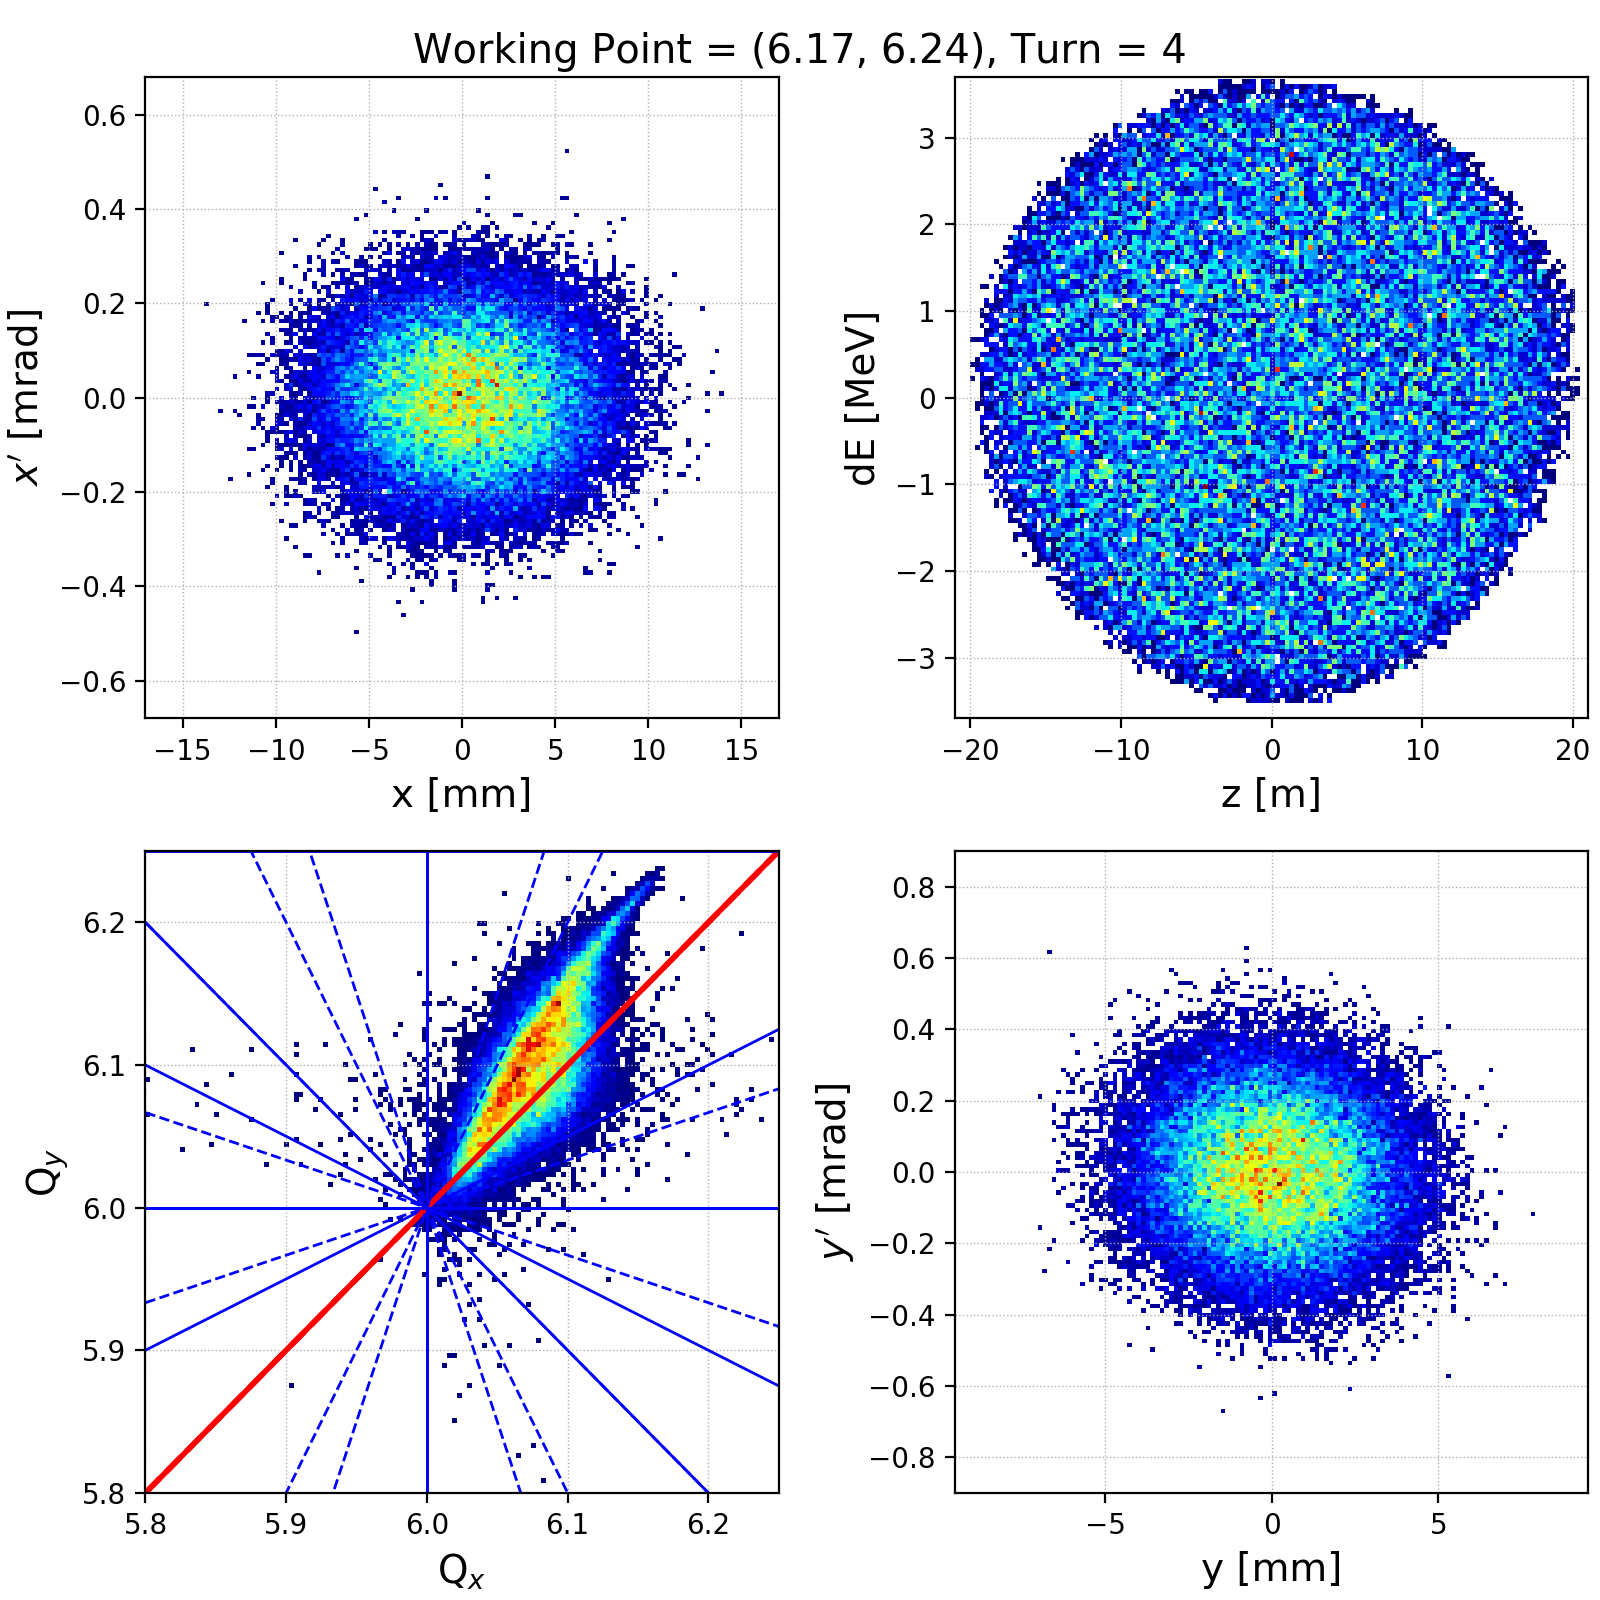 Working Point = (6.17, 6.24), Turn = 4
0.6
0.4
0.2
0.0
−0.2
−0.4
−0.6
x′ [mrad]
−15 −10 −5 0 5 10 15
x [mm]
3
2
1
0
−1
−2
−3
dE [MeV]
−20 −10 0 10 20
z [m]
6.2
6.1
6.0
5.9
5.8
Qy
5.8 5.9 6.0 6.1 6.2
Qx
0.8
0.6
0.4
0.2
0.0
−0.2
−0.4
−0.6
−0.8
y′ [mrad]
−5 0 5
y [mm]